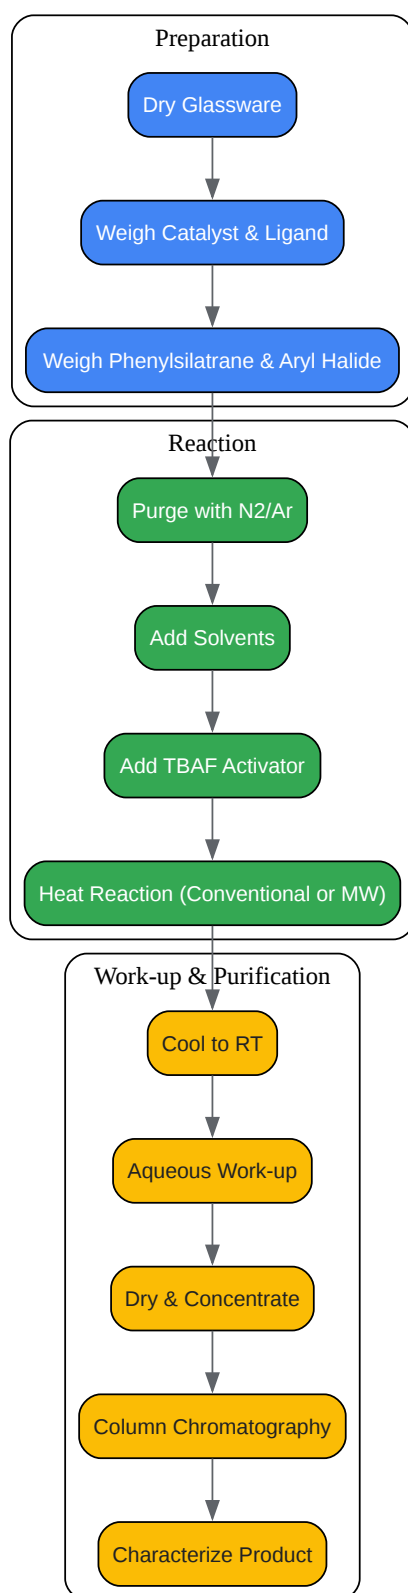 Preparation
Dry Glassware
Weigh Catalyst & Ligand
Weigh Phenylsilatrane & Aryl Halide
Reaction
Purge with N2/Ar
Add Solvents
Add TBAF Activator
Heat Reaction (Conventional or MW)
Work-up & Purification
Cool to RT
Aqueous Work-up
Dry & Concentrate
Column Chromatography
Characterize Product